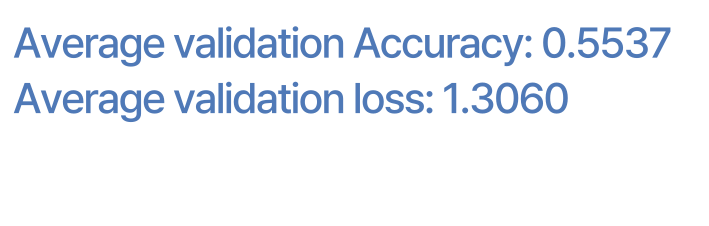 Average validation Accuracy: 0.5537
Average validation loss: 1.3060